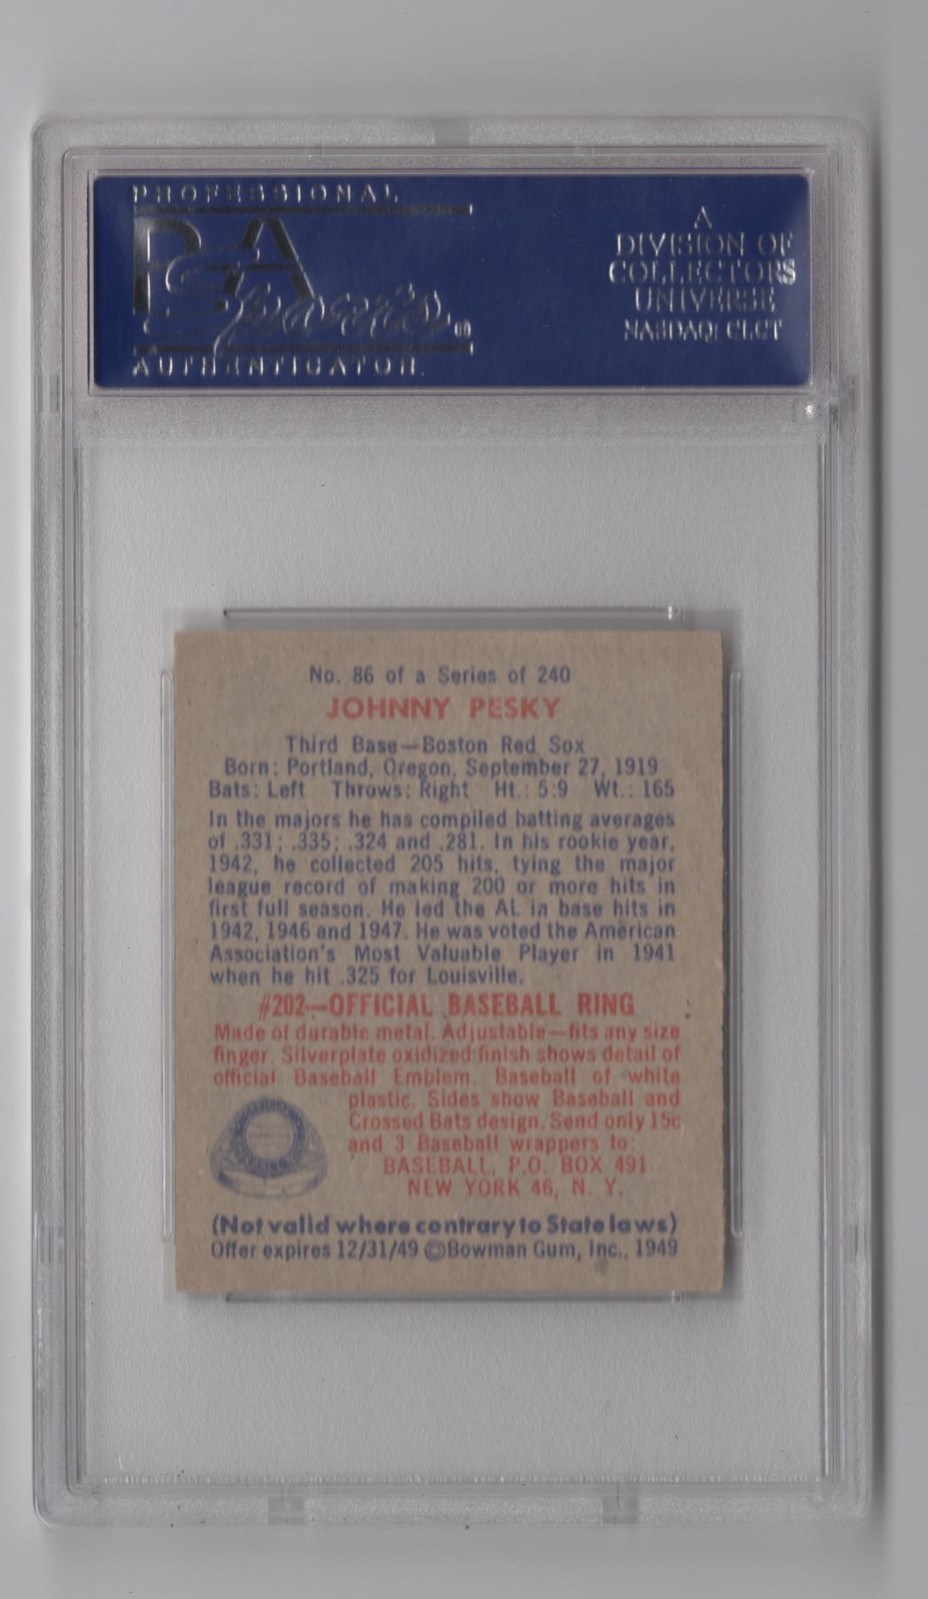 PROFESSIONAL
PSA
Sports
AUTHENTICATOR
A
DIVISION OF
COLLECTORS
UNIVERSE
NASDAQ: CLCT
No. 86 of a Series of 240
JOHNNY PESKY
Third Base—Boston Red Sox
Born: Portland, Oregon, September 27, 1919
Bats: Left Throws: Right Ht.: 5:9 Wt.: 165
In the majors he has compiled batting averages
of .331; .335; .324 and .281. In his rookie year,
1942, he collected 205 hits, tying the major
league record of making 200 or more hits in
first full season. He led the AL in base hits in
1942, 1946 and 1947. He was voted the American
Association's Most Valuable Player in 1941
when he hit .325 for Louisville.
#202—OFFICIAL BASEBALL RING
Made of durable metal. Adjustable—fits any size
finger. Silverplate oxidized finish shows detail of
official Baseball Emblem. Baseball of white
plastic. Sides show Baseball and
Crossed Bats design. Send only 15c
and 3 Baseball wrappers to:
BASEBALL, P.O. BOX 491
NEW YORK 46, N. Y.
(Not valid where contrary to State laws)
Offer expires 12/31/49 ©Bowman Gum, Inc., 1949